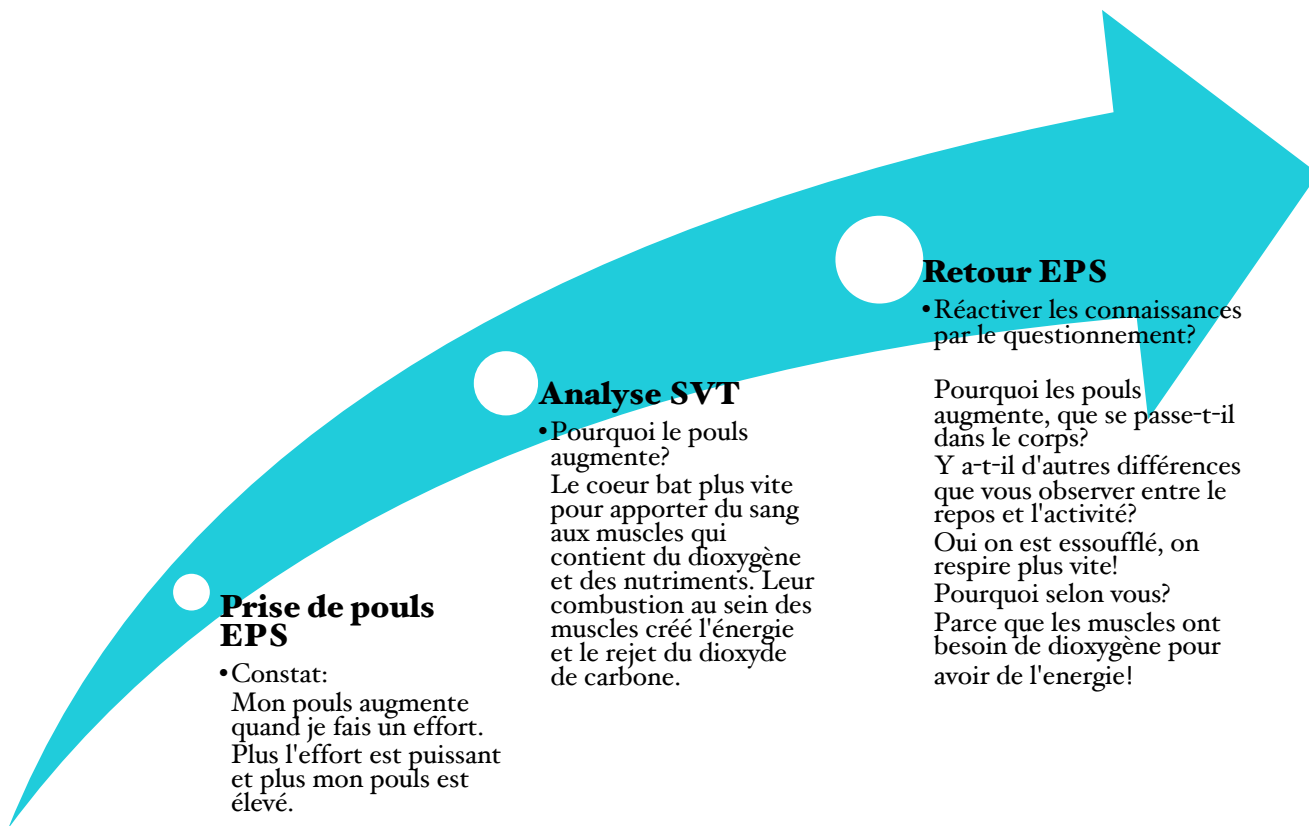 Retour EPS
•Réactiver les connaissances
par le questionnement?
Pourquoi les pouls
augmente, que se passe-t-il
dans le corps?
Y a-t-il d'autres différences
que vous observer entre le
repos et l'activité?
Oui on est essoufflé, on
respire plus vite!
Pourquoi selon vous?
Parce que les muscles ont
besoin de dioxygène pour
avoir de l'energie!
Analyse SVT
•Pourquoi le pouls
augmente?
Le coeur bat plus vite
pour apporter du sang
aux muscles qui
contient du dioxygène
et des nutriments. Leur
combustion au sein des
muscles créé l'énergie
et le rejet du dioxyde
de carbone.
Prise de pouls
EPS
•Constat:
Mon pouls augmente
quand je fais un effort.
Plus l'effort est puissant
et plus mon pouls est
élevé.